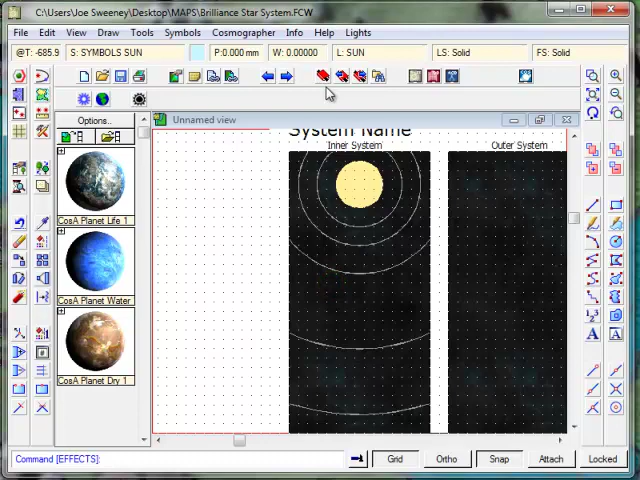 C:\Users\Joe Sweeney\Desktop\MAPS\Brilliance Star System.FCW
File Edit View Draw Tools Symbols Cosmographer Info Help Lights
@T: -685.9 S: SYMBOLS SUN P:0.000 mm W: 0.00000 L: SUN LS: Solid FS: Solid
Options..
Unnamed view
System Name
Inner System Outer System
CosA Planet Life 1
CosA Planet Water
CosA Planet Dry 1
1 2 3
A A
Command [EFFECTS]: Grid Ortho Snap Attach Locked